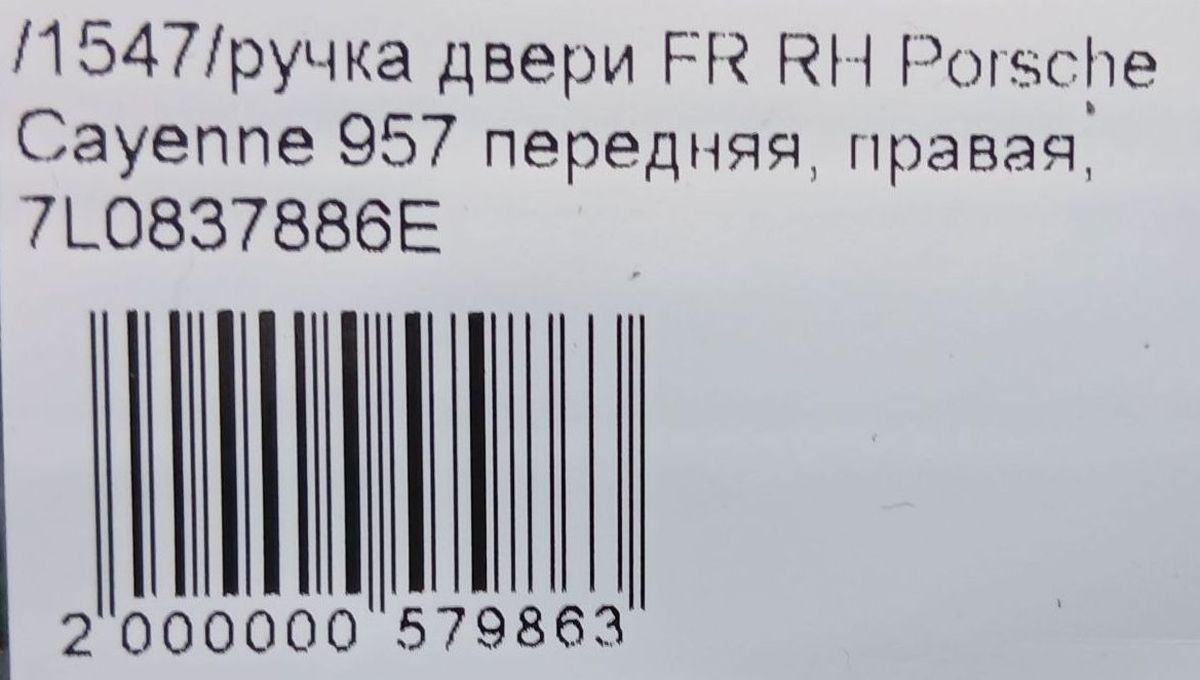 /1547/ручка двери FR RH Porsche
Cayenne 957 передняя, правая,
7L0837886E
2 000000 579863